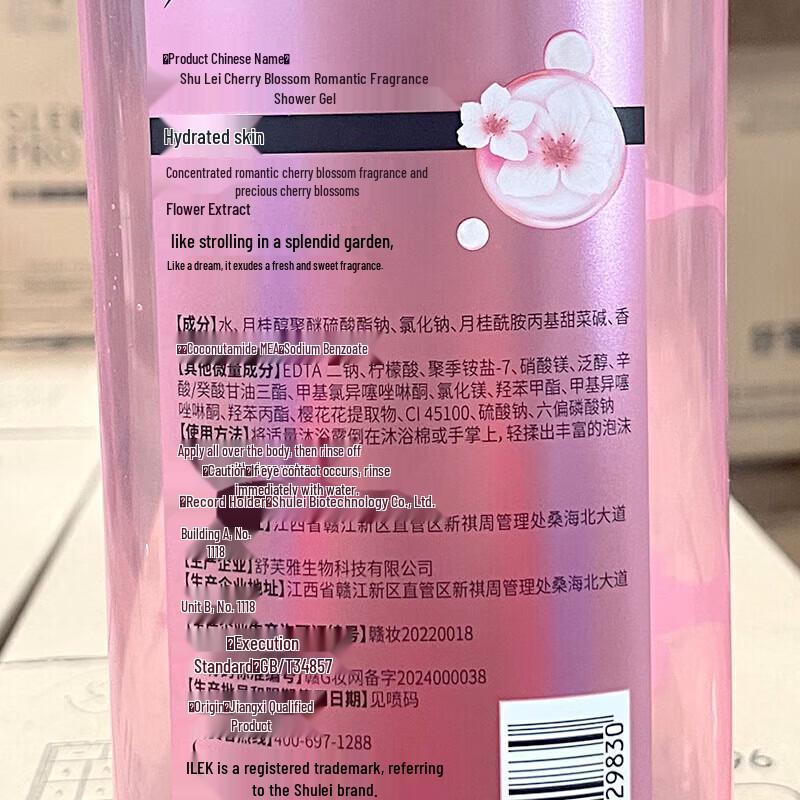 【Product Chinese Name】
Shu Lei Cherry Blossom Romantic Fragrance
Shower Gel
Hydrated skin
Concentrated romantic cherry blossom fragrance and
precious cherry blossoms
Flower Extract
like strolling in a splendid garden,
Like a dream, it exudes a fresh and sweet fragrance.
【成分】水、月桂醇聚醚硫酸酯钠、氯化钠、月桂酰胺丙基甜菜碱、香
Coconutamide MEA Sodium Benzoate
【其他微量成分】EDTA 二钠、柠檬酸、聚季铵盐-7、硝酸镁、泛醇、辛
酸/癸酸甘油三酯、甲基氯异噻唑啉酮、氯化镁、羟苯甲酯、甲基异噻
唑啉酮、羟苯丙酯、樱花花提取物、CI 45100、硫酸钠、六偏磷酸钠
【使用方法】将适量沐浴露倒在沐浴棉或手掌上,轻揉出丰富的泡沫
Apply all over the body, then rinse off
Caution If eye contact occurs, rinse
immediately with water.
Record Holder Shulei Biotechnology Co., Ltd.
江西省赣江新区直管区新祺周管理处桑海北大道
Building A, No.
1118
【生产企业】舒芙雅生物科技有限公司
【生产企业地址】江西省赣江新区直管区新祺周管理处桑海北大道
Unit B, No. 1118
号】赣妆20220018
Execution
Standard GB/T34857
编号】赣G妆网备字2024000038
日期】见喷码
Origin Jiangxi Qualified
Product
400-697-1288
ILEK is a registered trademark, referring
to the Shulei brand.
29830